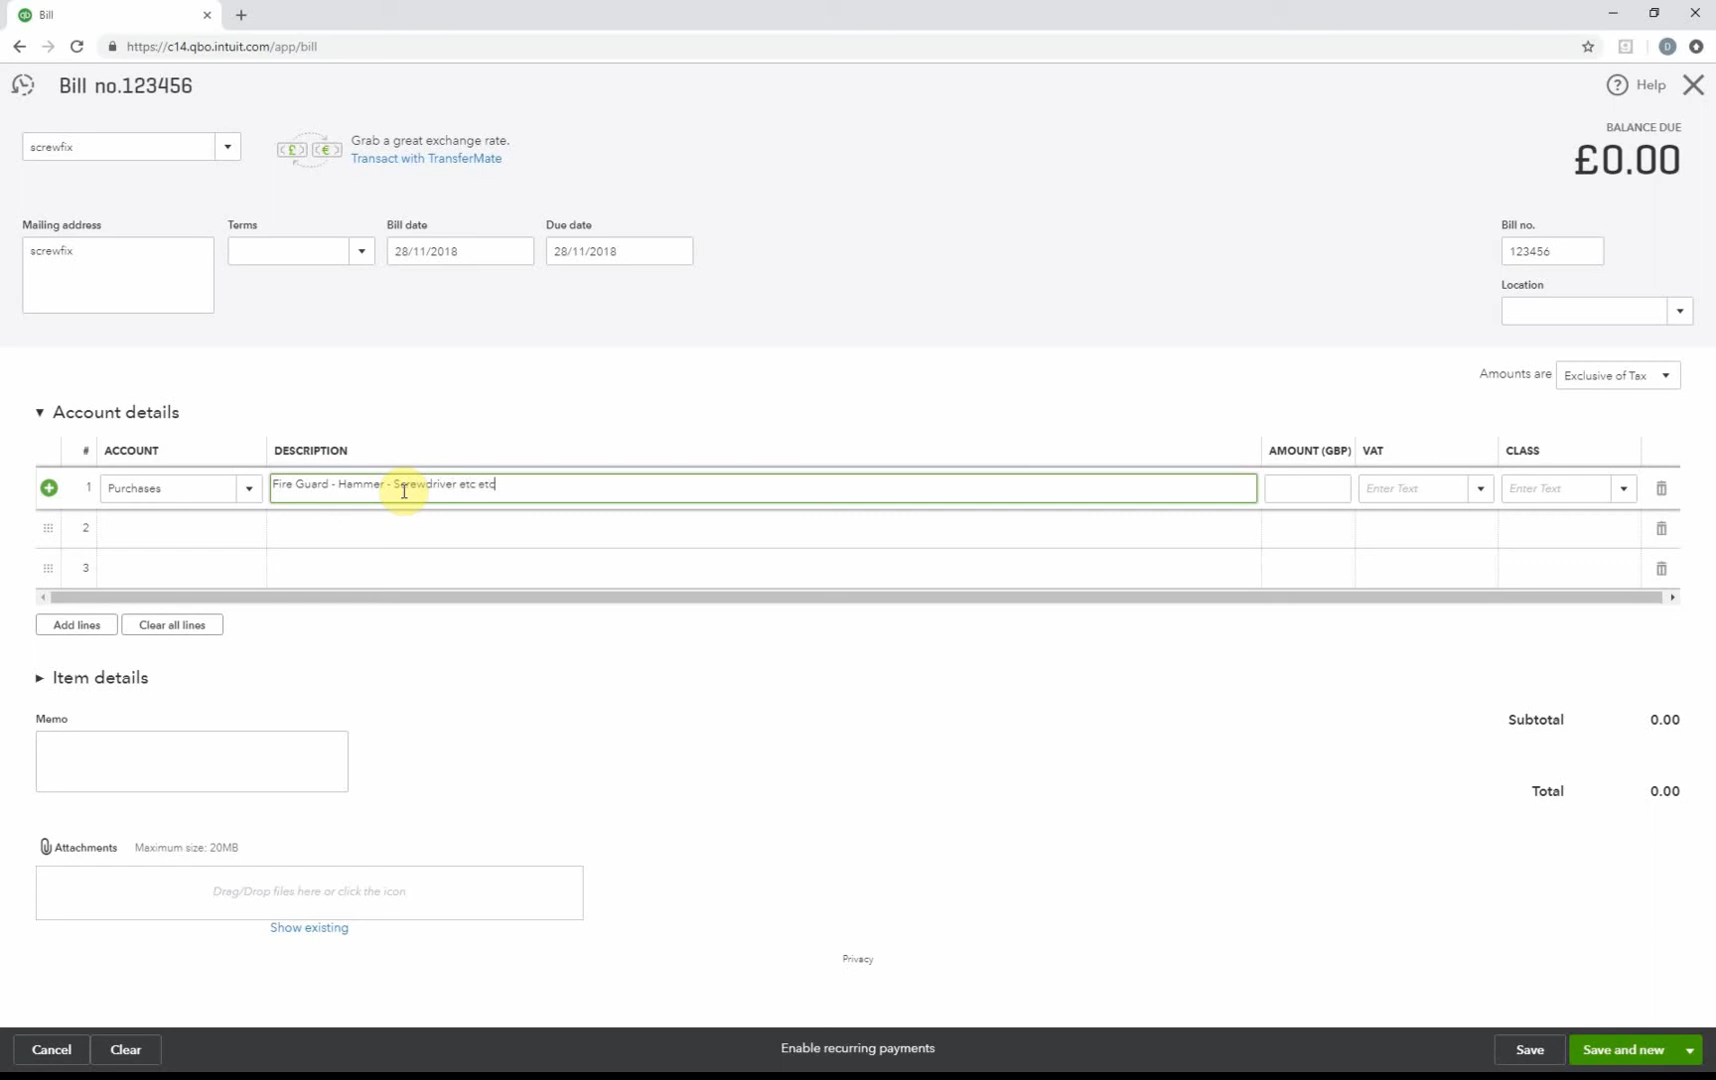 Bill
https://c14.qbo.intuit.com/app/bill
D
Bill no.123456
Help
screwfix
Grab a great exchange rate.
Transact with TransferMate
BALANCE DUE
£0.00
Mailing address
Terms
Bill date
Due date
Bill no.
screwfix
28/11/2018
28/11/2018
123456
Location
Amounts are
Exclusive of Tax
Account details
# ACCOUNT DESCRIPTION AMOUNT (GBP) VAT CLASS
1 Purchases Fire Guard - Hammer - Screwdriver etc etc Enter Text Enter Text
2
3
Add lines
Clear all lines
Item details
Memo
Subtotal 0.00
Total 0.00
Attachments Maximum size: 20MB
Drag/Drop files here or click the icon
Show existing
Privacy
Cancel
Clear
Enable recurring payments
Save
Save and new